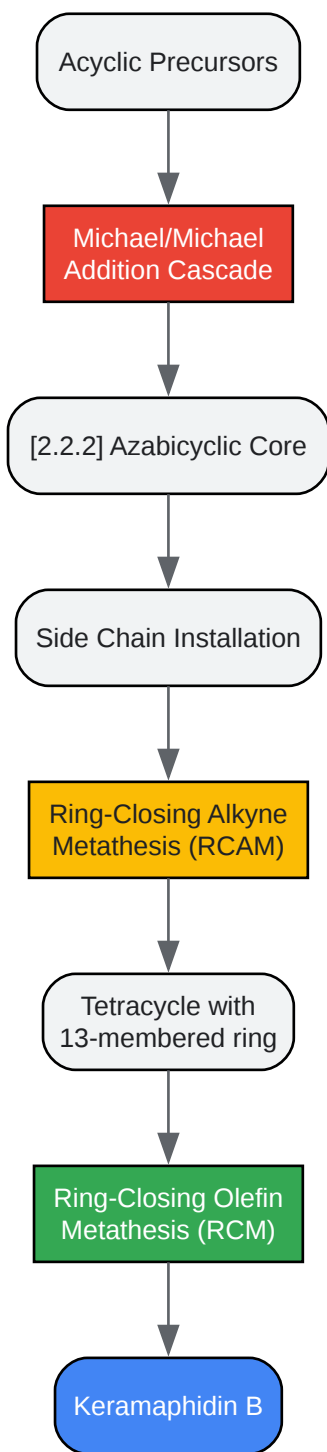 Acyclic Precursors
Michael/Michael
Addition Cascade
[2.2.2] Azabicyclic Core
Side Chain Installation
Ring-Closing Alkyne
Metathesis (RCAM)
Tetracycle with
13-membered ring
Ring-Closing Olefin
Metathesis (RCM)
Keramaphidin B